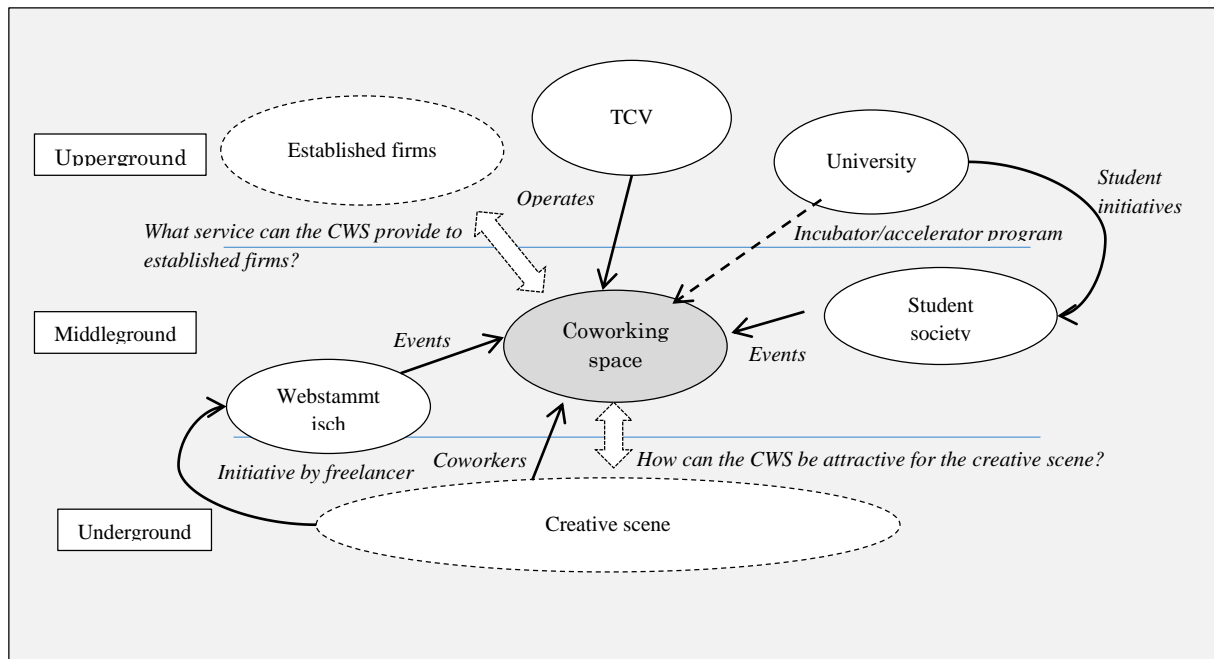 TCV
Established firms
Upperground
University
Operates
Student
initiatives
What service can the CWS provide to
established firms?
Incubator/accelerator program
Middleground
Coworking
space
Student
society
Events
Events
Webstammt
isch
Initiative by freelancer
Coworkers
How can the CWS be attractive for the creative scene?
Underground
Creative scene